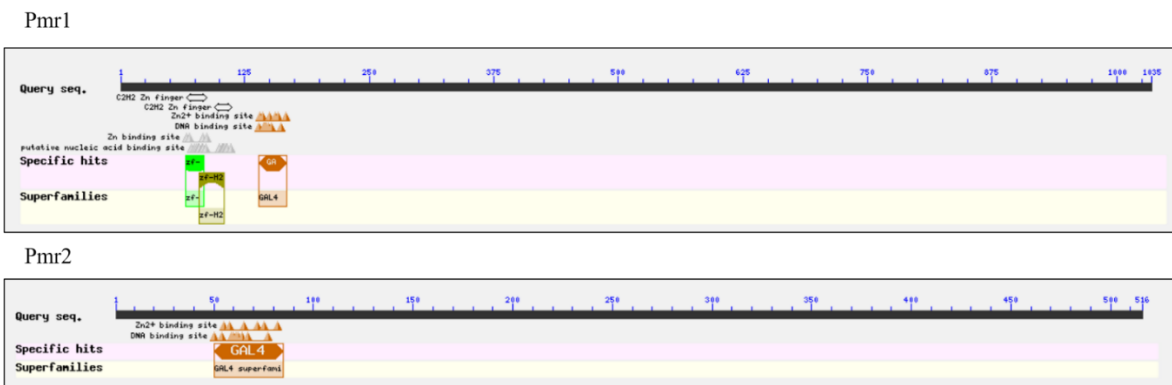 Pmr1
1 125 250 375 500 625 750 875 1000 1035
Query seq.
C2H2 Zn finger
C2H2 Zn finger
Zn2+ binding site
DNA binding site
Zn binding site
putative nucleic acid binding site
Specific hits zf- GA
zf-H2
Superfamilies zf- GAL4
zf-H2
Pmr2
1 50 100 150 200 250 300 350 400 450 500 516
Query seq.
Zn2+ binding site
DNA binding site
Specific hits GAL4
Superfamilies GAL4 superfami